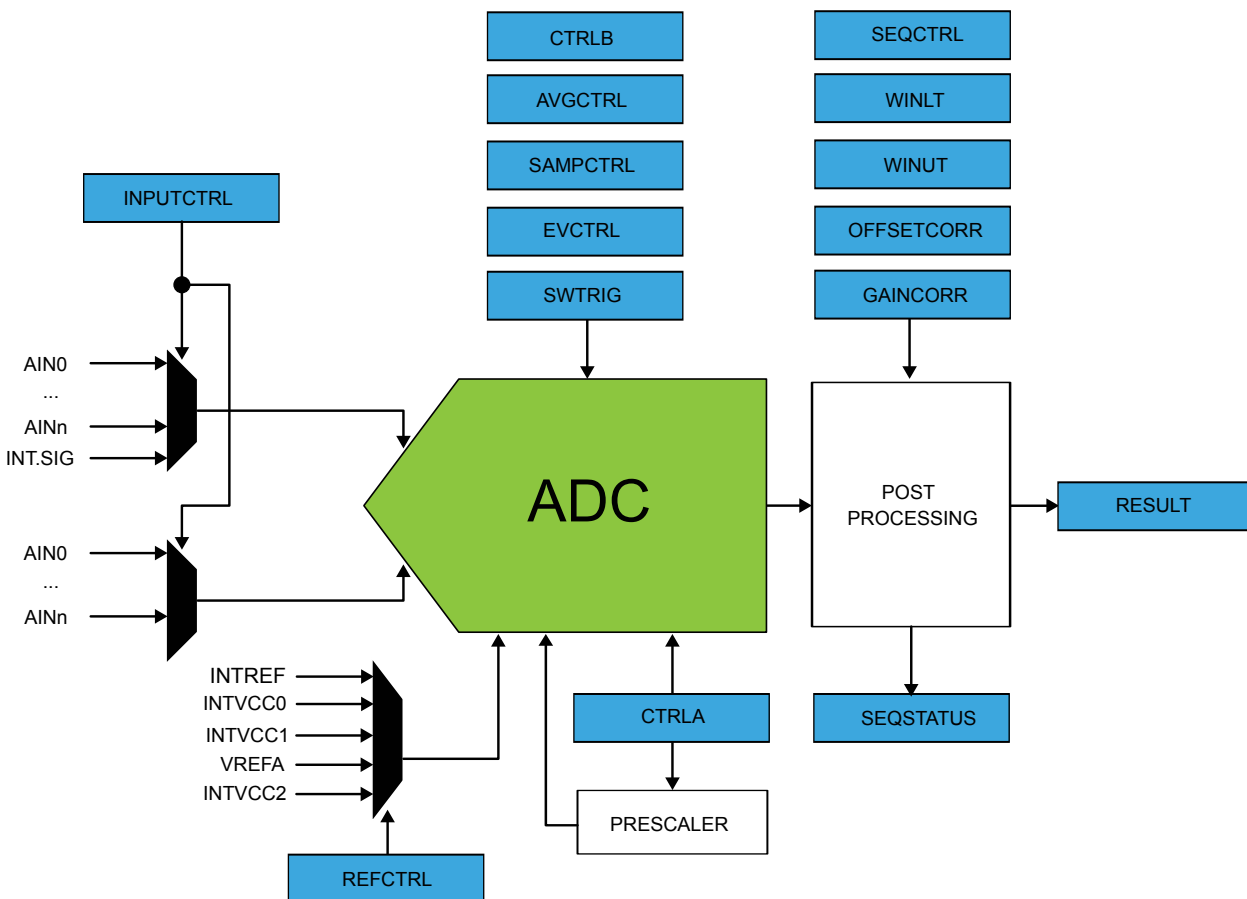 CTRLB
SEQCTRL
AVGCTRL
WINLT
SAMPCTRL
WINUT
INPUTCTRL
EVCTRL
OFFSETCORR
SWTRIG
GAINCORR
AIN0
...
AINn
INT.SIG
ADC
POST
PROCESSING
RESULT
AIN0
...
AINn
INTREF
INTVCC0
INTVCC1
VREFA
INTVCC2
CTRLA
SEQSTATUS
PRESCALER
REFCTRL